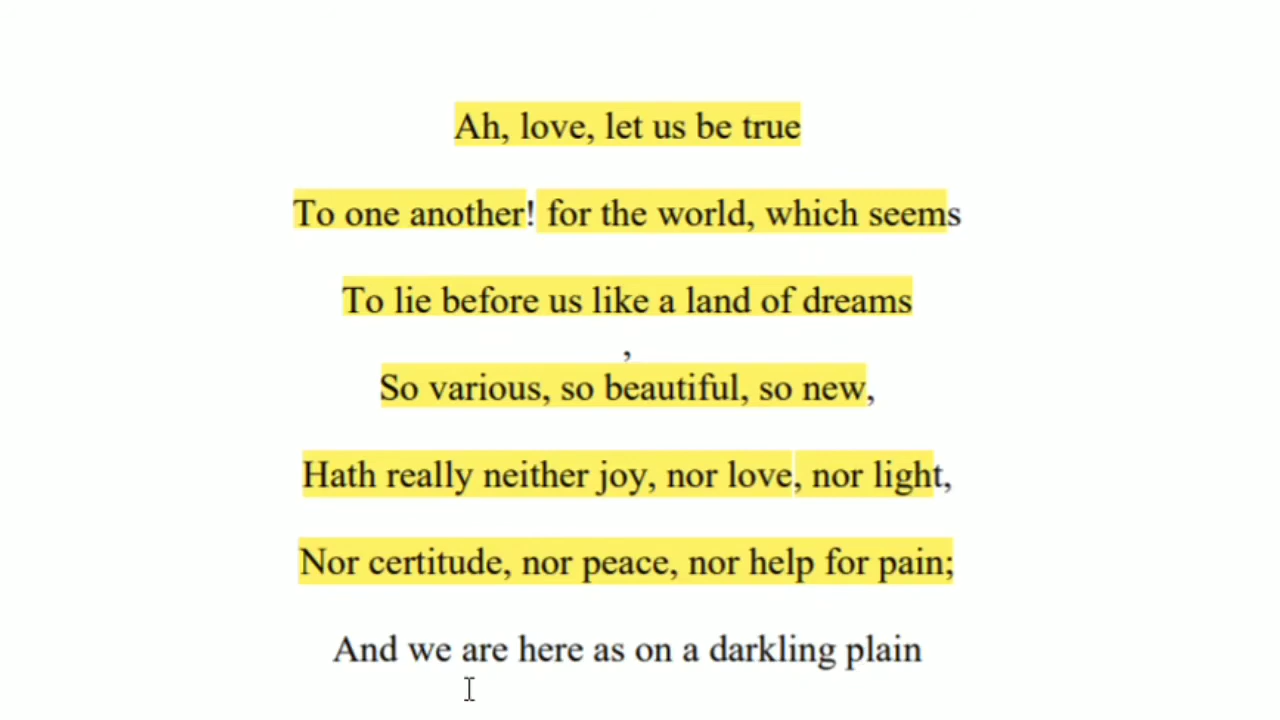 Ah, love, let us be true
To one another! for the world, which seems
To lie before us like a land of dreams
,
So various, so beautiful, so new,
Hath really neither joy, nor love, nor light,
Nor certitude, nor peace, nor help for pain;
And we are here as on a darkling plain